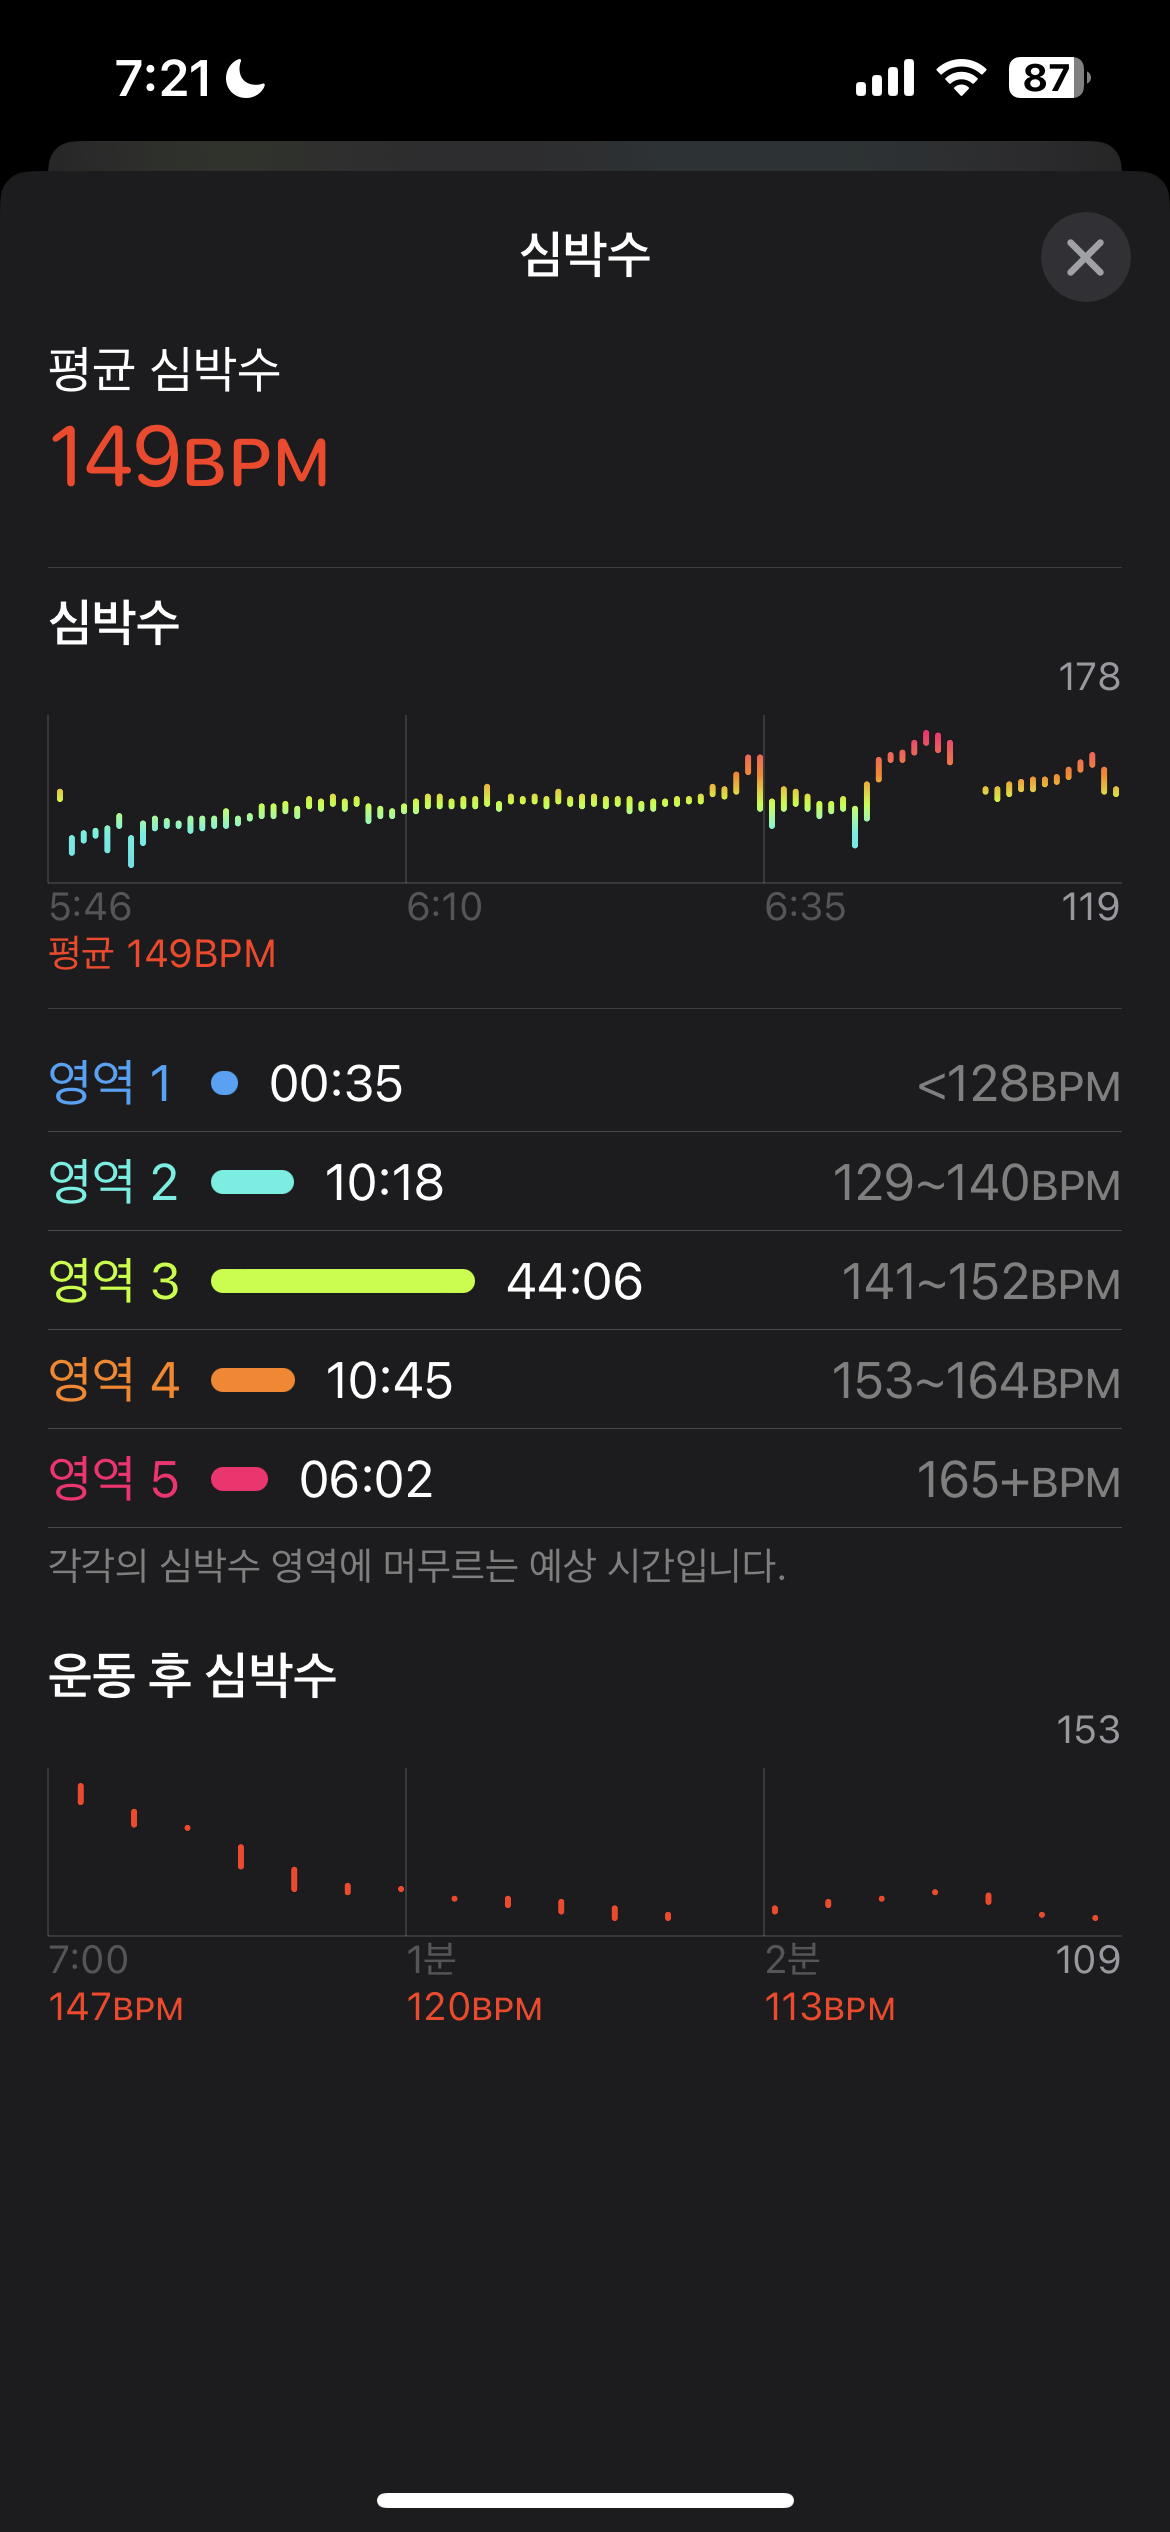 7:21
87
심박수
평균 심박수
149BPM
심박수
178
5:46 6:10 6:35 119
평균 149BPM
영역 1 00:35 <128BPM
영역 2 10:18 129~140BPM
영역 3 44:06 141~152BPM
영역 4 10:45 153~164BPM
영역 5 06:02 165+BPM
각각의 심박수 영역에 머무르는 예상 시간입니다.
운동 후 심박수
153
7:00 1분 2분 109
147BPM 120BPM 113BPM